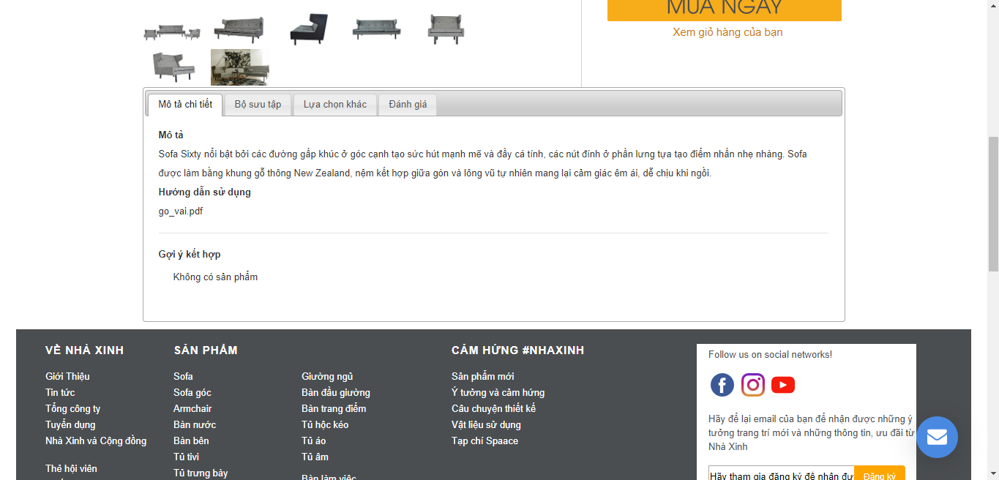 MUA NGAY
Xem giỏ hàng của bạn
Mô tả chi tiết
Bộ sưu tập
Lựa chọn khác
Đánh giá
Mô tả
Sofa Sixty nổi bật bởi các đường gấp khúc ở góc cạnh tạo sức hút mạnh mẽ và đầy cá tính, các nút đính ở phần lưng tựa tạo điểm nhấn nhẹ nhàng. Sofa
được làm bằng khung gỗ thông New Zealand, nệm kết hợp giữa gòn và lông vũ tự nhiên mang lại cảm giác êm ái, dễ chịu khi ngồi.
Hướng dẫn sử dụng
go_vai.pdf
Gợi ý kết hợp
Không có sản phẩm
VỀ NHÀ XINH
Giới Thiệu
Tin tức
Tổng công ty
Tuyển dụng
Nhà Xinh và Cộng đồng
Thẻ hội viên
SẢN PHẨM
Sofa
Sofa góc
Armchair
Bàn nước
Bàn bên
Tủ tivi
Tủ trưng bày
Giường ngủ
Bàn đầu giường
Bàn trang điểm
Tủ hộc kéo
Tủ áo
Tủ âm
Bàn làm việc
CẢM HỨNG #NHAXINH
Sản phẩm mới
Ý tưởng và cảm hứng
Câu chuyện thiết kế
Vật liệu sử dụng
Tạp chí Spaace
Follow us on social networks!
Hãy để lại email của bạn để nhận được những ý
tưởng trang trí mới và những thông tin, ưu đãi từ
Nhà Xinh
Hãy tham gia đăng ký để nhận đư
Đăng ký